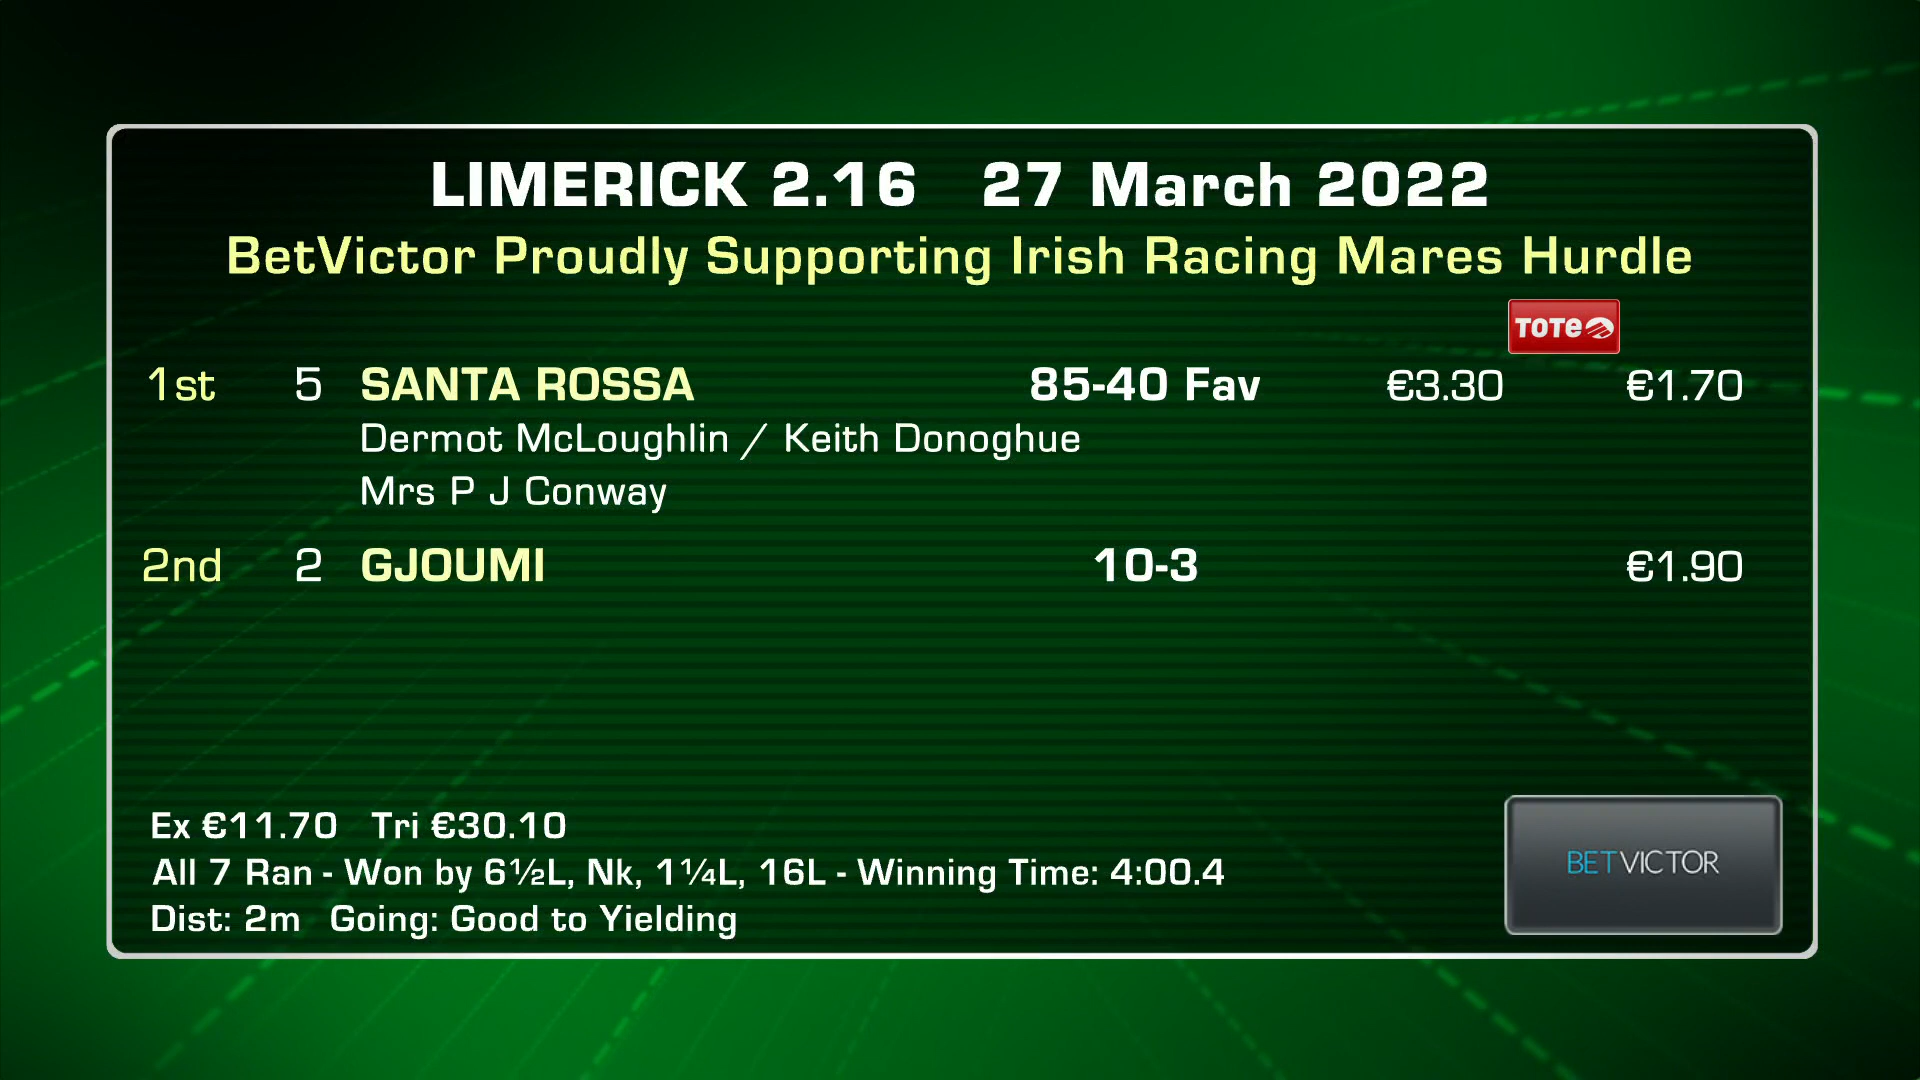 LIMERICK 2.16 27 March 2022
BetVictor Proudly Supporting Irish Racing Mares Hurdle
TOTE
1st 5 SANTA ROSSA 85-40 Fav €3.30 €1.70
Dermot McLoughlin / Keith Donoghue
Mrs P J Conway
2nd 2 GJOUMI 10-3 €1.90
Ex €11.70 Tri €30.10
All 7 Ran - Won by 6½L, Nk, 1¼L, 16L - Winning Time: 4:00.4
Dist: 2m Going: Good to Yielding
BETVICTOR